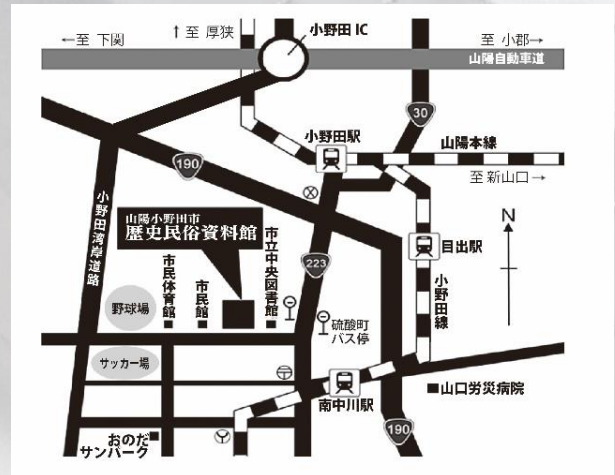 小野田 IC
←至 下関
↑至 厚狭
至 小郡→
山陽自動車道
30
小野田駅
山陽本線
190
至 新山口→
小野田湾岸道路
山陽小野田市
歴史民俗資料館
N
目出駅
市民体育館
市民館
市立中央図書館
223
小野田線
野球場
硫酸町
バス停
サッカー場
南中川駅
山口労災病院
190
おのだ
サンパーク